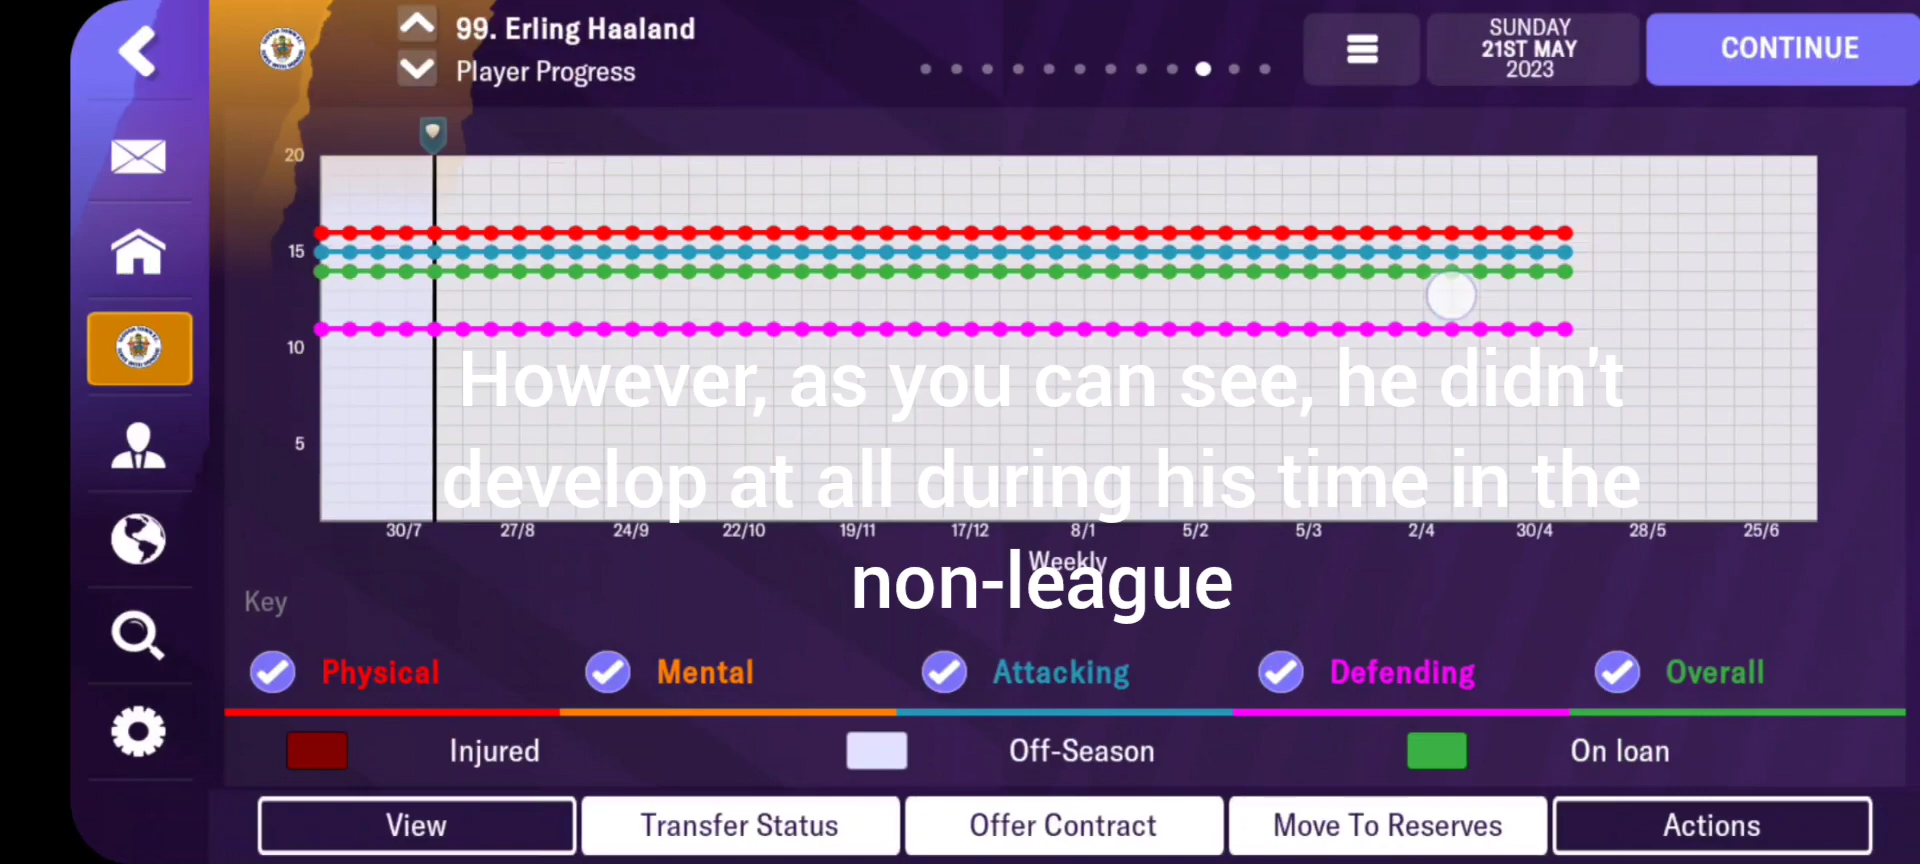 99. Erling Haaland
Player Progress
SUNDAY
21ST MAY
2023
CONTINUE
20
15
10
5
However, as you can see, he didn't
develop at all during his time in the
non-league
30/7 27/8 24/9 22/10 19/11 17/12 8/1 5/2 5/3 2/4 30/4 28/5 25/6
Weekly
Key
Physical Mental Attacking Defending Overall
Injured Off-Season On loan
View Transfer Status Offer Contract Move To Reserves Actions